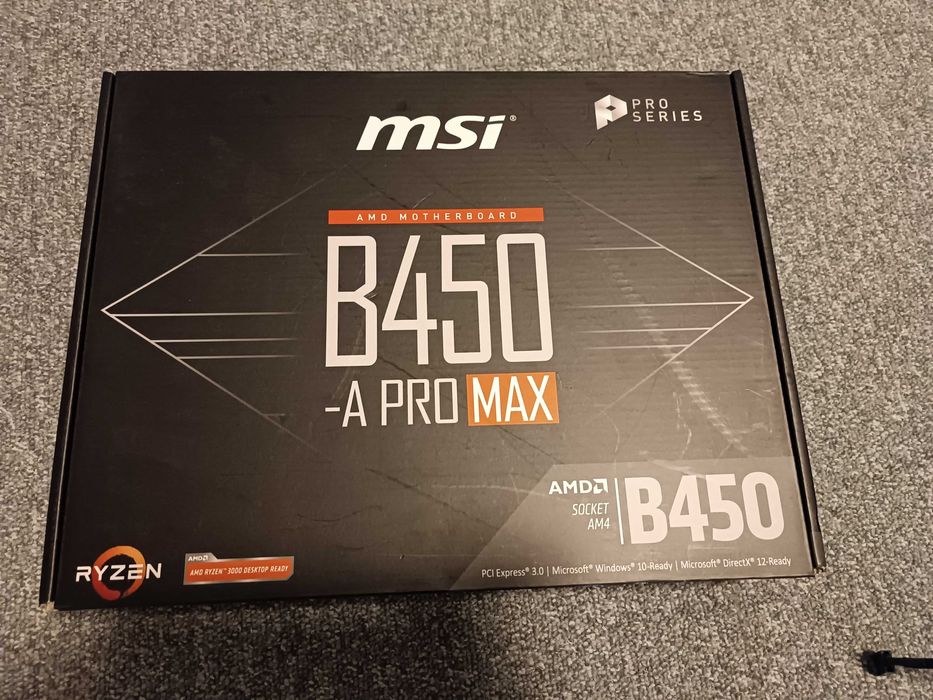 msi®
PRO
SERIES
AMD MOTHERBOARD
B450
-A PRO MAX
AMD
SOCKET
AM4
B450
RYZEN
AMD
AMD RYZEN™ 3000 DESKTOP READY
PCI Express® 3.0 | Microsoft® Windows® 10-Ready | Microsoft® DirectX® 12-Ready